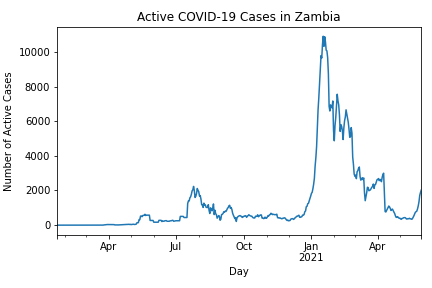 Active COVID-19 Cases in Zambia
Number of Active Cases
10000
8000
6000
4000
2000
0
Apr
Jul
Oct
Jan
2021
Apr
Day